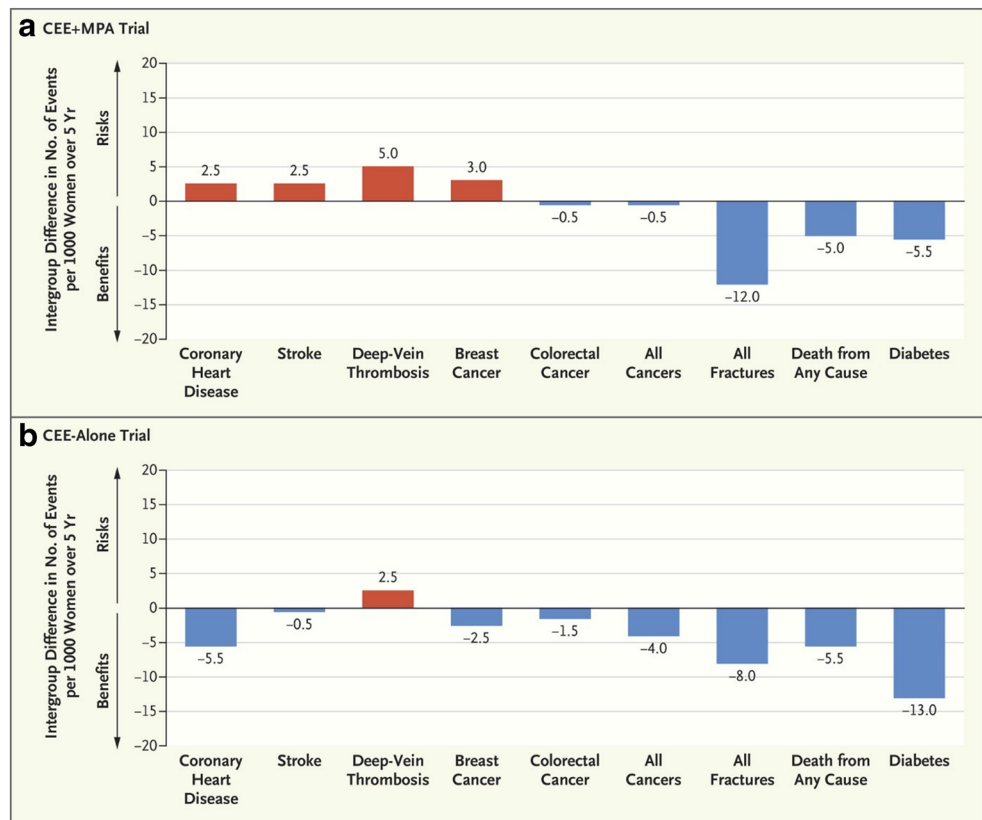 a CEE+MPA Trial
Intergroup Difference in No. of Events
per 1000 Women over 5 Yr
Risks
Benefits
20
15
10
5
0
−5
−10
−15
−20
2.5
2.5
5.0
3.0
−0.5
−0.5
−12.0
−5.0
−5.5
Coronary
Heart
Disease
Stroke
Deep-Vein
Thrombosis
Breast
Cancer
Colorectal
Cancer
All
Cancers
All
Fractures
Death from
Any Cause
Diabetes
b CEE-Alone Trial
Intergroup Difference in No. of Events
per 1000 Women over 5 Yr
Risks
Benefits
20
15
10
5
0
−5
−10
−15
−20
−5.5
−0.5
2.5
−2.5
−1.5
−4.0
−8.0
−5.5
−13.0
Coronary
Heart
Disease
Stroke
Deep-Vein
Thrombosis
Breast
Cancer
Colorectal
Cancer
All
Cancers
All
Fractures
Death from
Any Cause
Diabetes